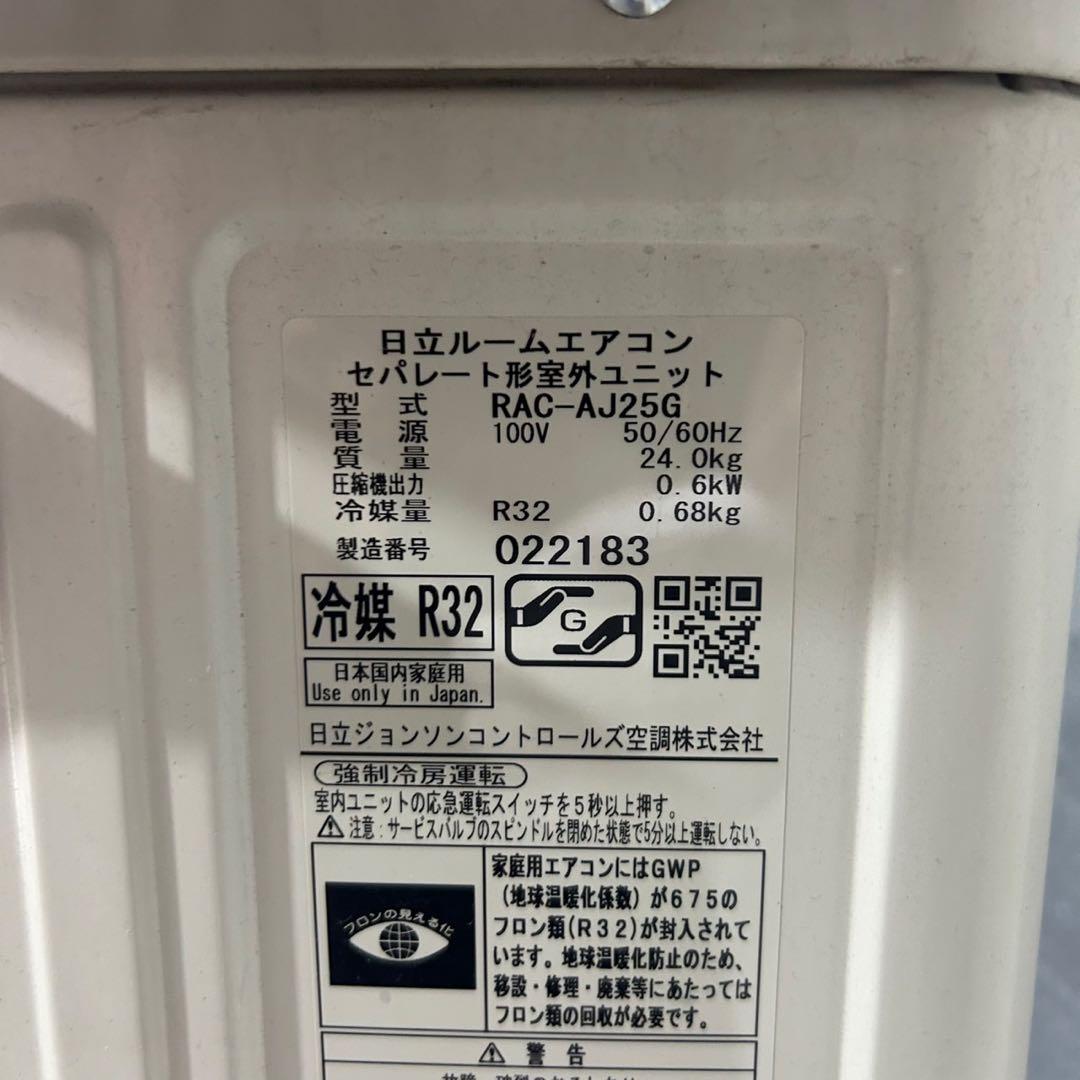 日立ルームエアコン
セパレート形室外ユニット
型 式 RAC-AJ25G
電 源 100V 50/60Hz
質 量 24.0kg
圧縮機出力 0.6kW
冷媒量 R32 0.68kg
製造番号 022183
冷媒 R32
G
日本国内家庭用
Use only in Japan.
日立ジョンソンコントロールズ空調株式会社
強制冷房運転
室内ユニットの応急運転スイッチを5秒以上押す。
⚠ 注意:サービスバルブのスピンドルを閉めた状態で5分以上運転しない。
フロンの見える化
家庭用エアコンにはGWP
(地球温暖化係数)が675の
フロン類(R32)が封入されて
います。地球温暖化防止のため、
移設・修理・廃棄等にあたっては
フロン類の回収が必要です。
⚠ 警 告